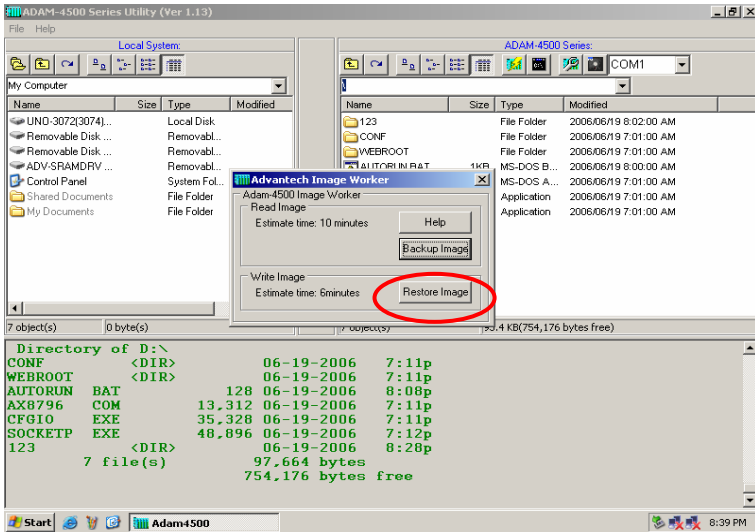 ADAM-4500 Series Utility (Ver 1.13)
File Help
Local System:
ADAM-4500 Series:
COM1
My Computer
\
Name Size Type Modified
Name Size Type Modified
UNO-3072(3074)... Local Disk
Removable Disk ... Removabl...
Removable Disk ... Removabl...
ADV-SRAMDRV ... Removabl...
Control Panel System Fol...
Shared Documents File Folder
My Documents File Folder
123 File Folder 2006/06/19 8:02:00 AM
CONF File Folder 2006/06/19 7:01:00 AM
WEBROOT File Folder 2006/06/19 7:01:00 AM
AUTORUN.BAT 1KB MS-DOS B... 2006/06/19 8:00:00 AM
MS-DOS A... 2006/06/19 7:01:00 AM
Application 2006/06/19 7:01:00 AM
Application 2006/06/19 7:01:00 AM
Advantech Image Worker
Adam-4500 Image Worker
Read Image
Estimate time: 10 minutes
Help
Backup Image
Write Image
Estimate time: 6minutes
Restore Image
7 object(s) 0 byte(s)
7 object(s) 95.4 KB(754,176 bytes free)
Directory of D:\
CONF <DIR> 06-19-2006 7:11p
WEBROOT <DIR> 06-19-2006 7:11p
AUTORUN BAT 128 06-19-2006 8:08p
AX8796 COM 13,312 06-19-2006 7:11p
CFGIO EXE 35,328 06-19-2006 7:11p
SOCKETP EXE 48,896 06-19-2006 7:12p
123 <DIR> 06-19-2006 8:28p
7 file(s) 97,664 bytes
754,176 bytes free
Start
Adam4500
8:39 PM